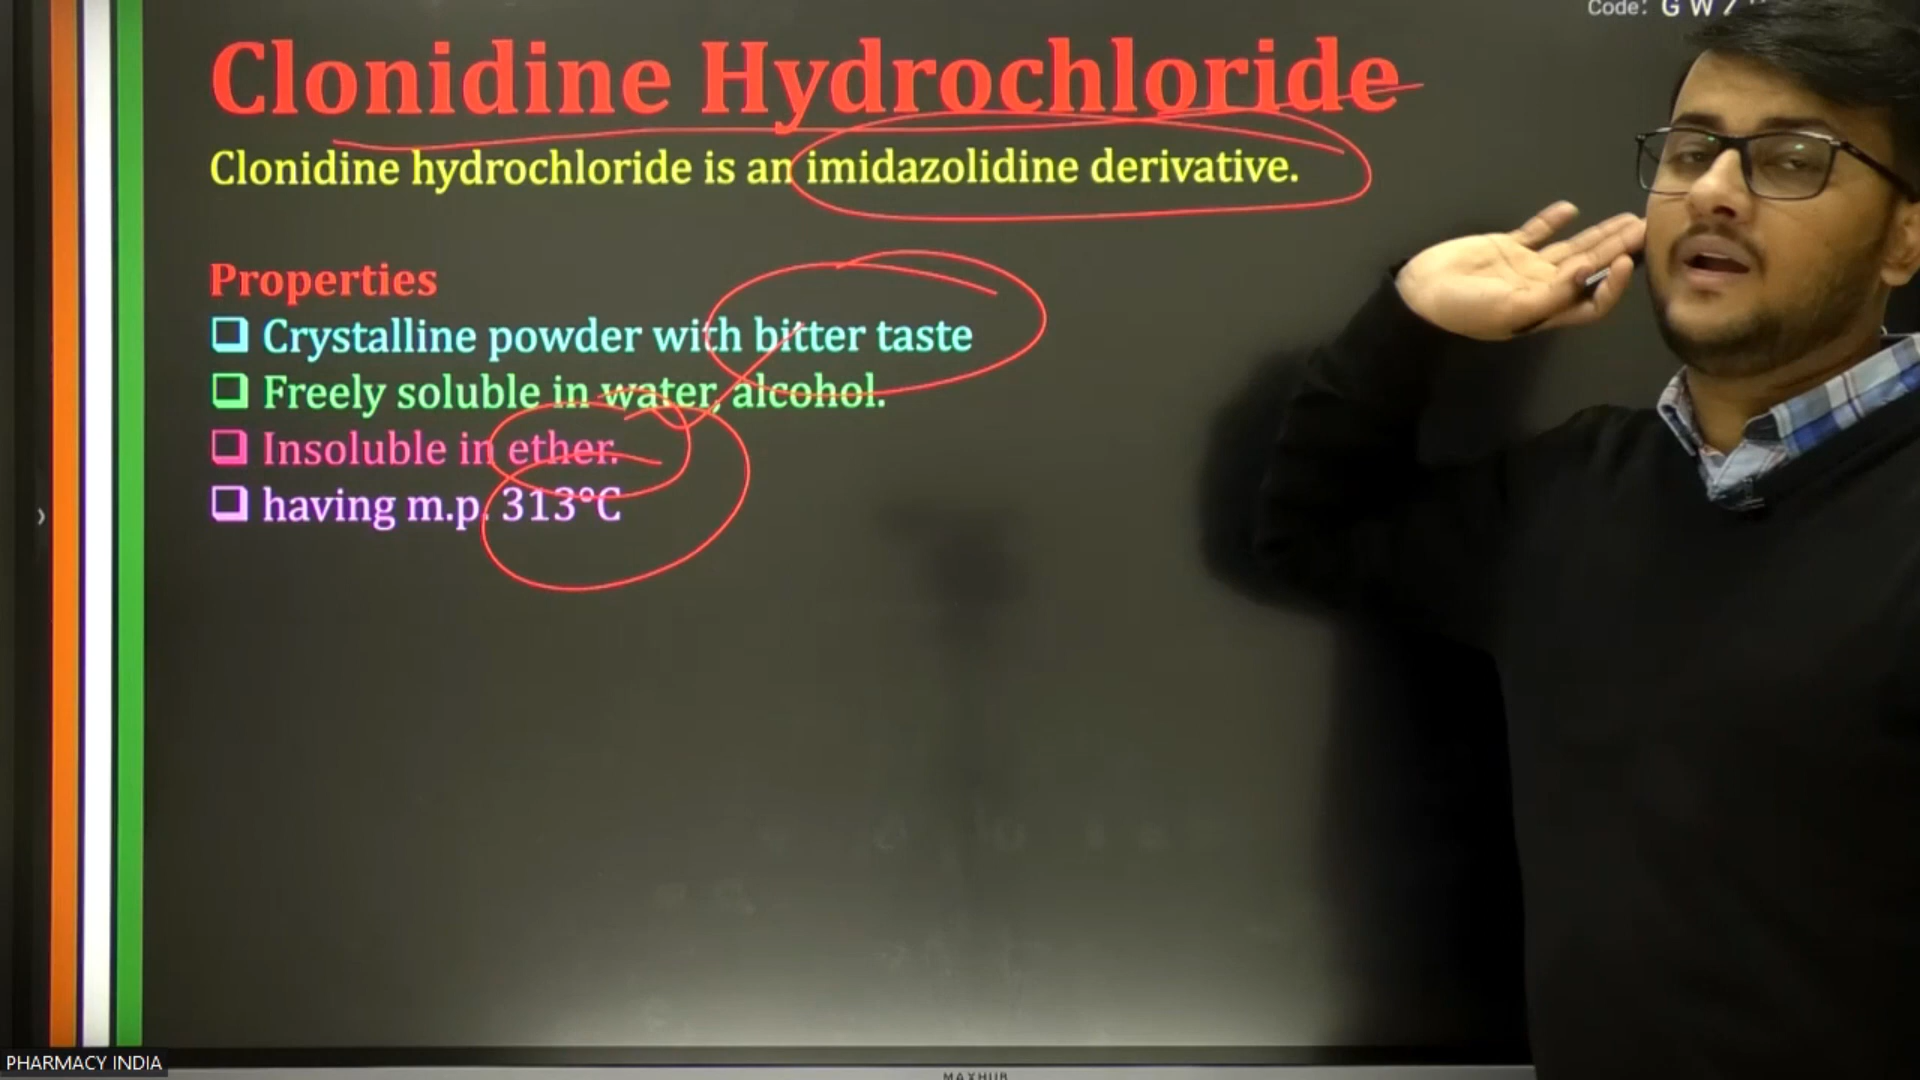 Code: G W 7
Clonidine Hydrochloride
Clonidine hydrochloride is an imidazolidine derivative.
Properties
❑ Crystalline powder with bitter taste
❑ Freely soluble in water, alcohol.
❑ Insoluble in ether.
❑ having m.p. 313°C
PHARMACY INDIA
MAXHUB